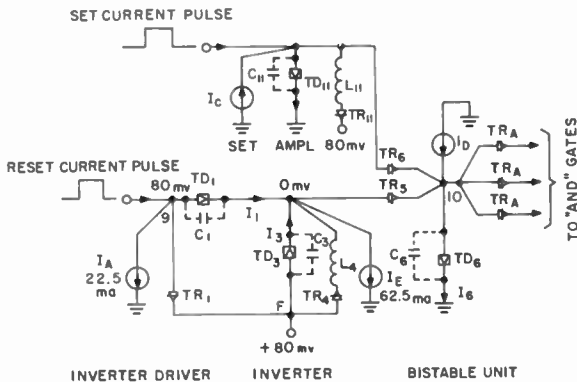 SET CURRENT PULSE
C11
TD11
L11
IC
TR11
SET AMPL 80mv
ID
TRA
TRA
TRA
TO "AND" GATES
TR6
TR5
10
RESET CURRENT PULSE
80mv
TD1
0mv
9
C1
I1
I3
C3
TD3
L4
C6
TD6
IA
22.5
ma
TR1
TR4
IE
62.5ma
I6
F
+80mv
INVERTER DRIVER
INVERTER
BISTABLE UNIT